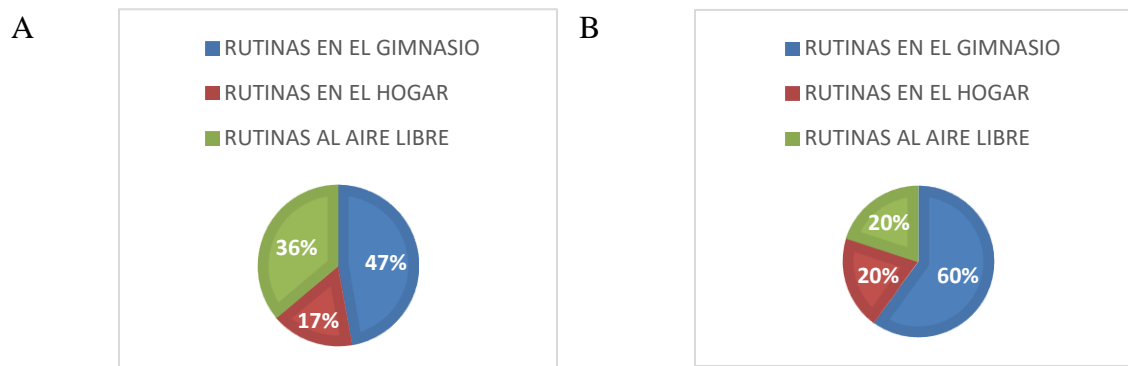 A
RUTINAS EN EL GIMNASIO
RUTINAS EN EL HOGAR
RUTINAS AL AIRE LIBRE
36%
47%
17%
B
RUTINAS EN EL GIMNASIO
RUTINAS EN EL HOGAR
RUTINAS AL AIRE LIBRE
20%
20%
60%